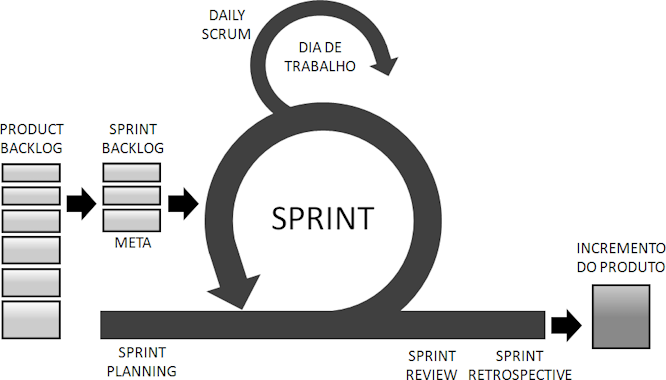 DAILY
SCRUM
DIA DE
TRABALHO
PRODUCT
BACKLOG
SPRINT
BACKLOG
META
SPRINT
INCREMENTO
DO PRODUTO
SPRINT
PLANNING
SPRINT
REVIEW
SPRINT
RETROSPECTIVE